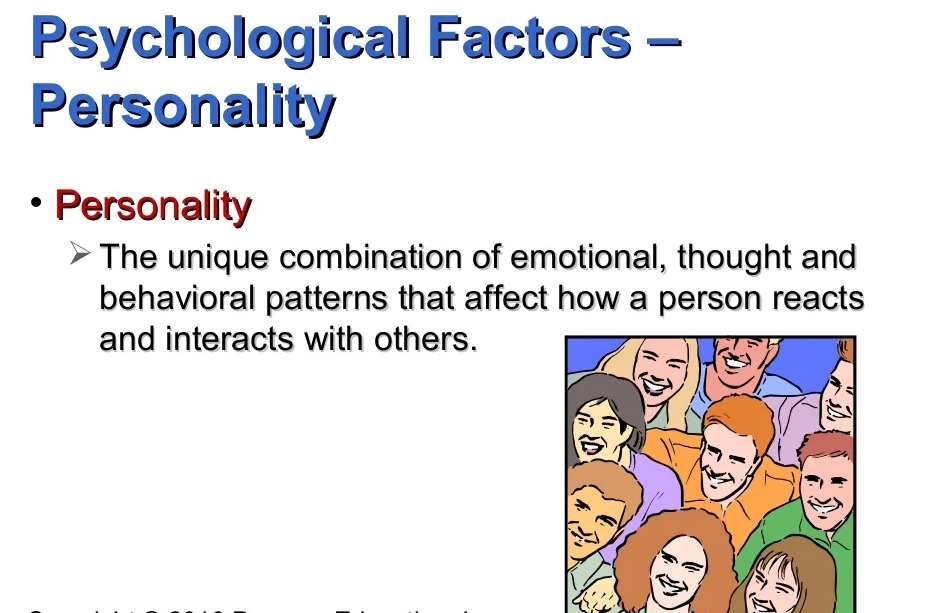 Psychological Factors –
Personality
• Personality
➢ The unique combination of emotional, thought and
behavioral patterns that affect how a person reacts
and interacts with others.